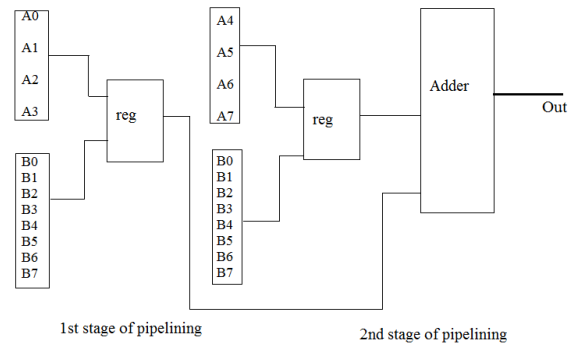 A0
A1
A2
A3
reg
B0
B1
B2
B3
B4
B5
B6
B7
A4
A5
A6
A7
reg
B0
B1
B2
B3
B4
B5
B6
B7
Adder
Out
1st stage of pipelining
2nd stage of pipelining